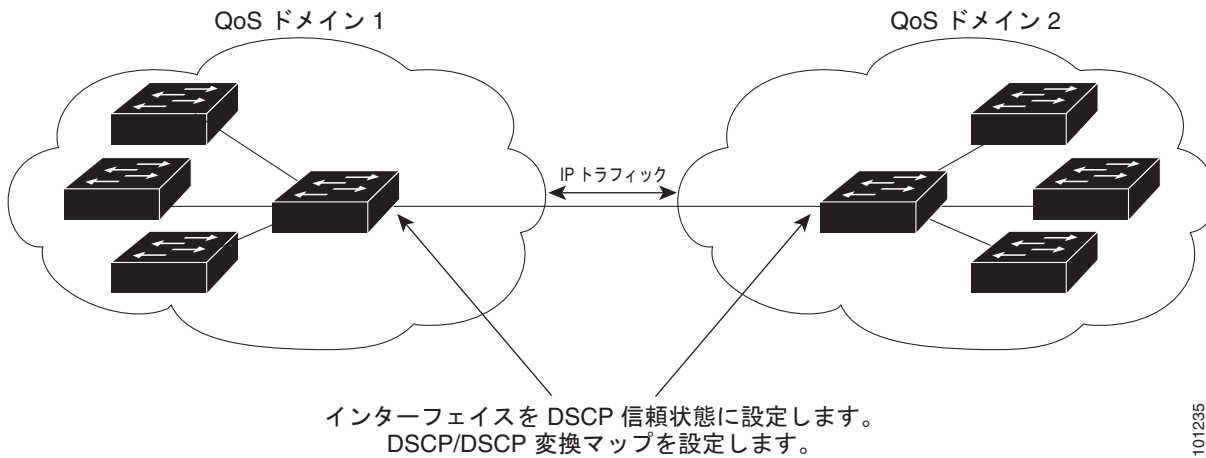 QoS ドメイン 1
QoS ドメイン 2
IP トラフィック
インターフェイスを DSCP 信頼状態に設定します。
DSCP/DSCP 変換マップを設定します。
101235